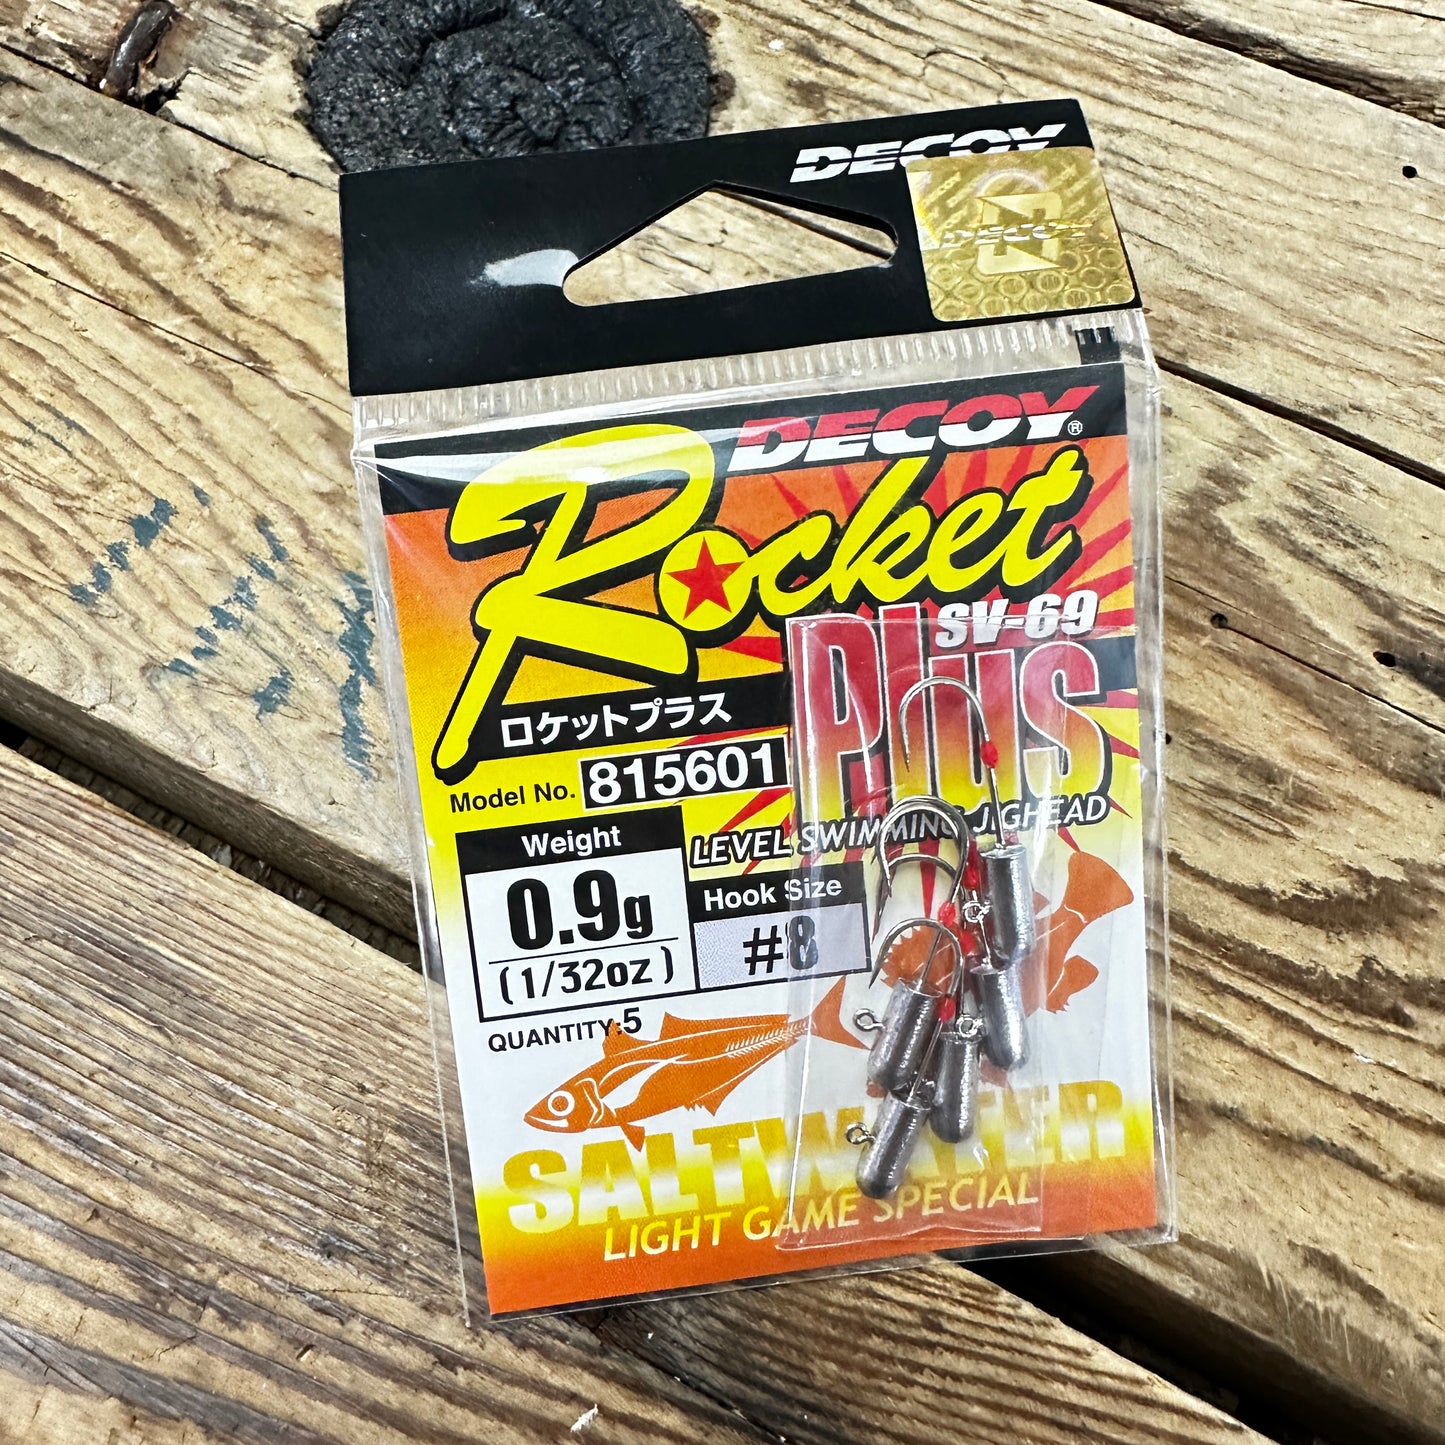 DECOY
DECOY
DECOY®
Rocket
SV-69
Plus
ロケットプラス
Model No. 815601
LEVEL SWIMMING JIGHEAD
Weight
0.9g
(1/32oz)
Hook Size
#8
QUANTITY:5
SALTWATER
LIGHT GAME SPECIAL